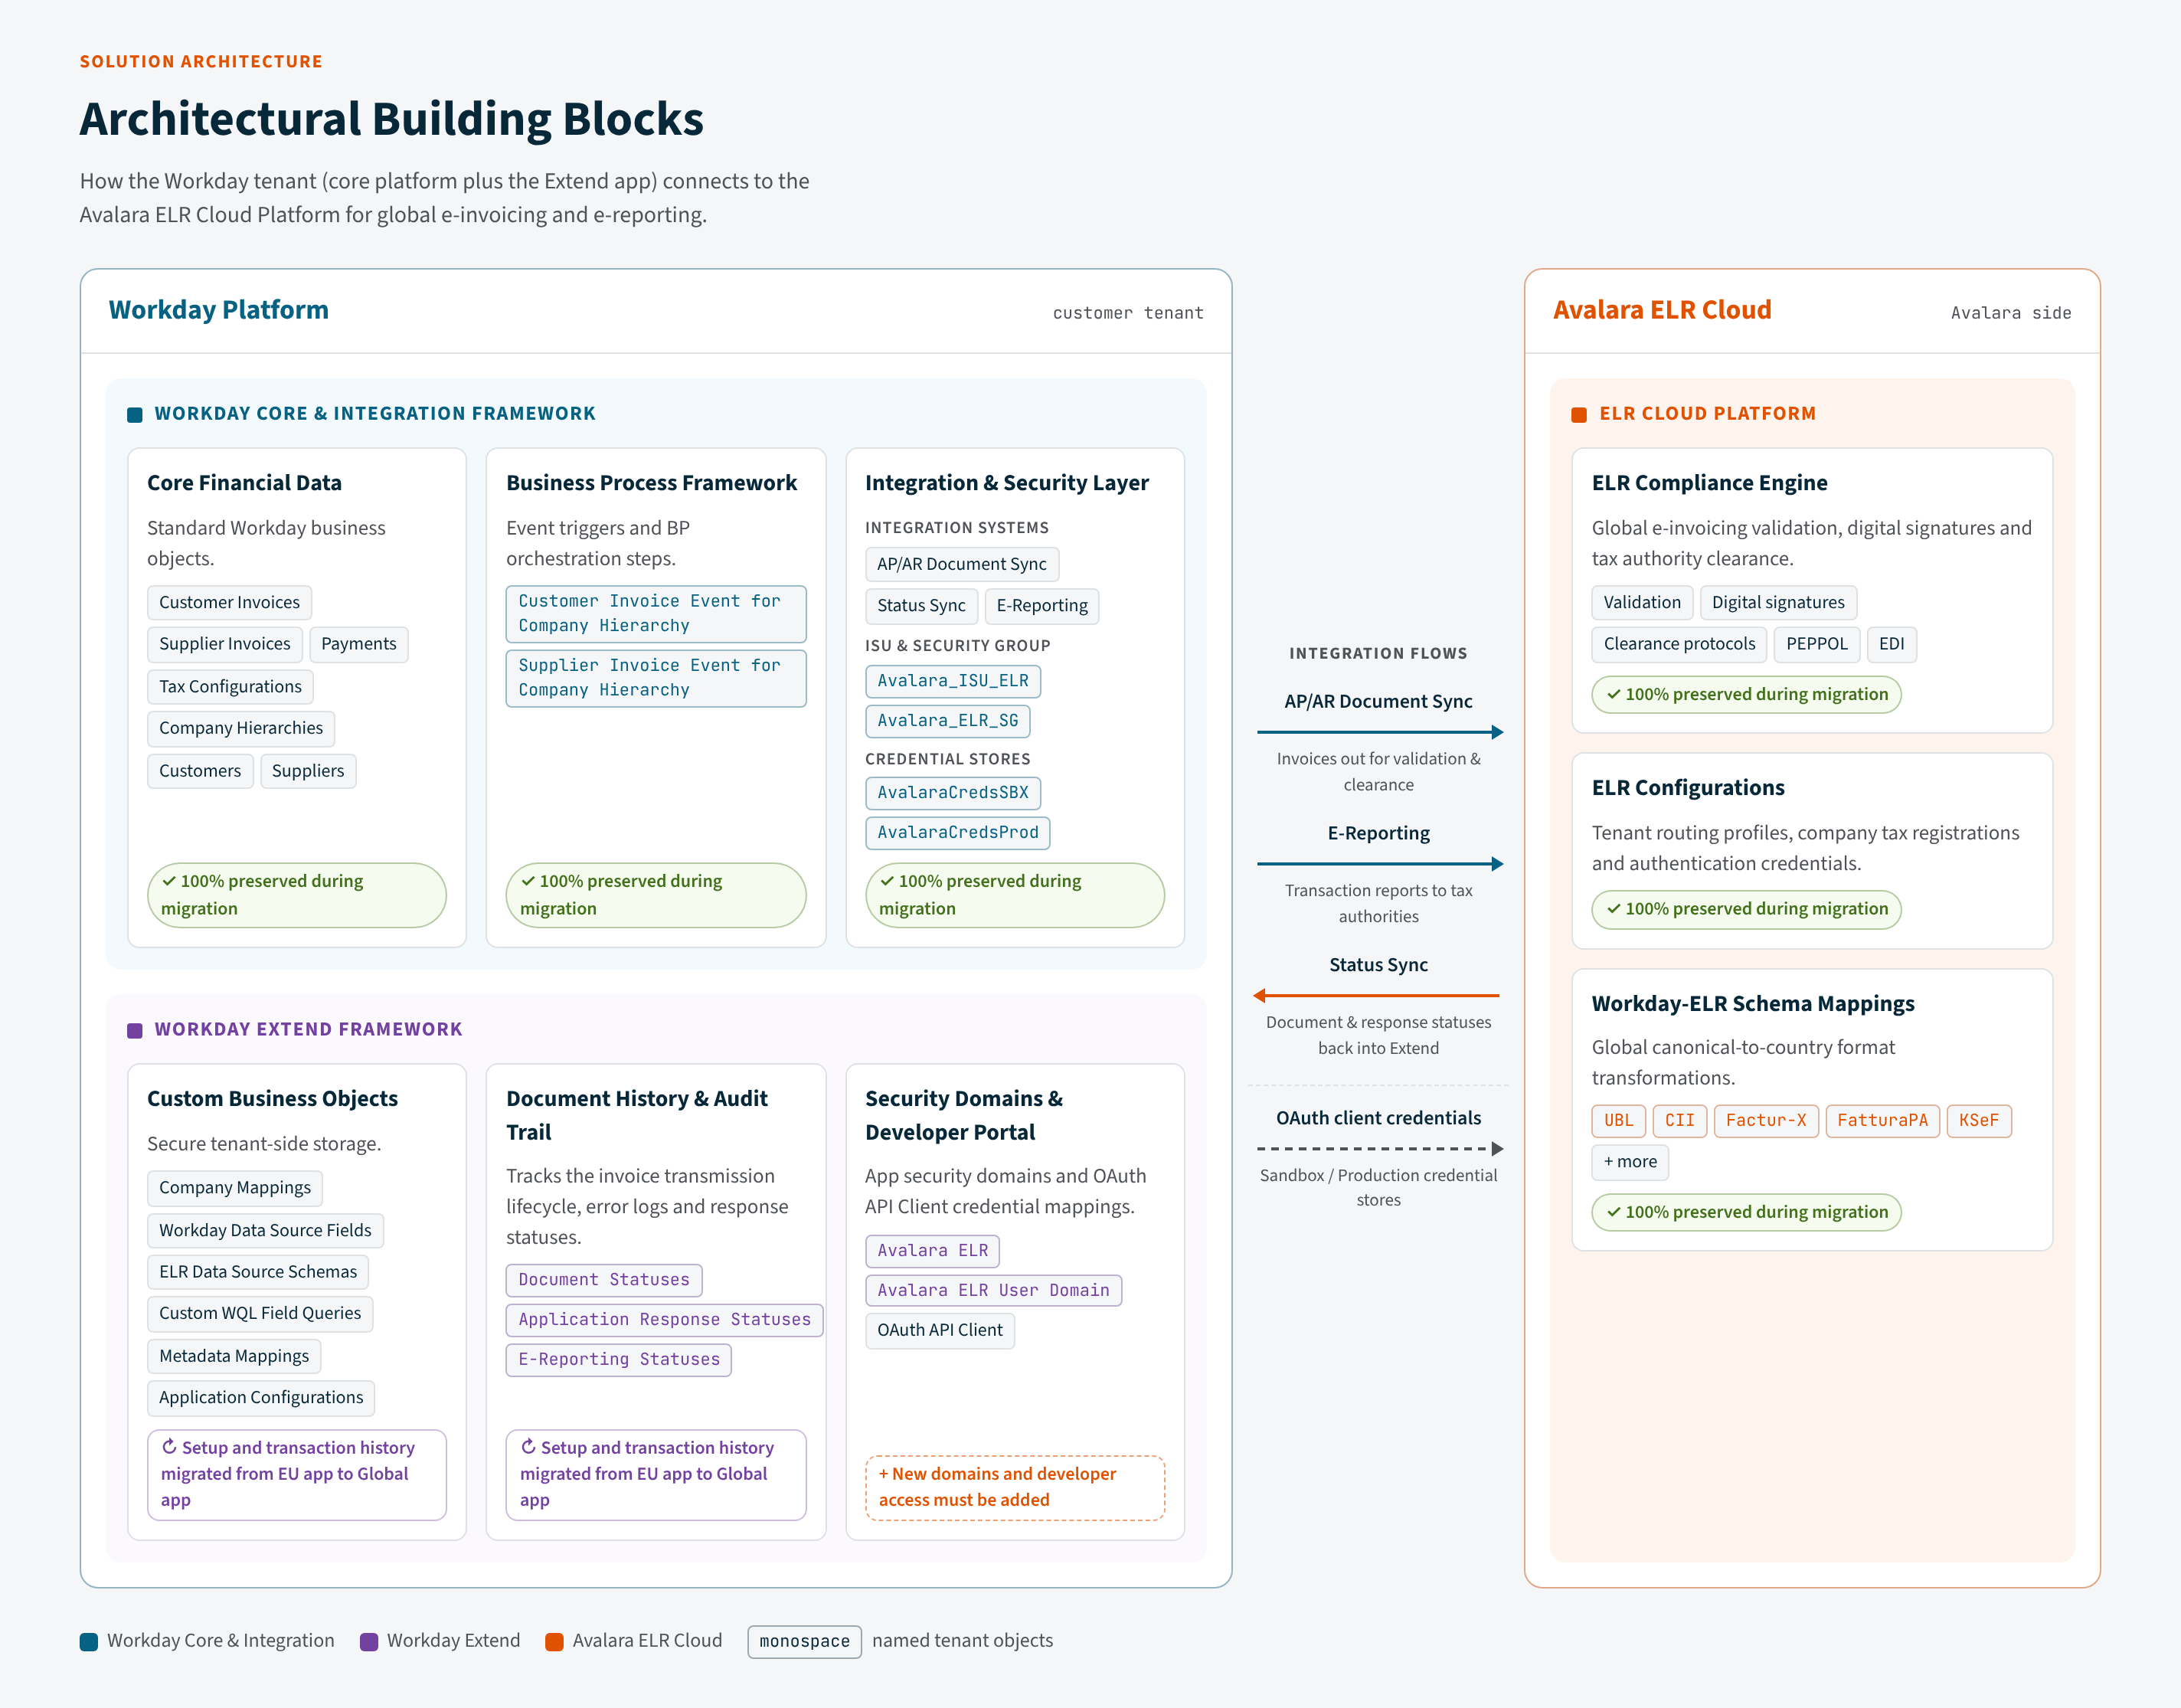 SOLUTION ARCHITECTURE
Architectural Building Blocks
How the Workday tenant (core platform plus the Extend app) connects to the
Avalara ELR Cloud Platform for global e-invoicing and e-reporting.
Workday Platform
customer tenant
WORKDAY CORE & INTEGRATION FRAMEWORK
Core Financial Data
Standard Workday business
objects.
Customer Invoices
Supplier Invoices
Payments
Tax Configurations
Company Hierarchies
Customers
Suppliers
✓ 100% preserved during
migration
Business Process Framework
Event triggers and BP
orchestration steps.
Customer Invoice Event for
Company Hierarchy
Supplier Invoice Event for
Company Hierarchy
✓ 100% preserved during
migration
Integration & Security Layer
INTEGRATION SYSTEMS
AP/AR Document Sync
Status Sync
E-Reporting
ISU & SECURITY GROUP
Avalara_ISU_ELR
Avalara_ELR_SG
CREDENTIAL STORES
AvalaraCredsSBX
AvalaraCredsProd
✓ 100% preserved during
migration
WORKDAY EXTEND FRAMEWORK
Custom Business Objects
Secure tenant-side storage.
Company Mappings
Workday Data Source Fields
ELR Data Source Schemas
Custom WQL Field Queries
Metadata Mappings
Application Configurations
↻ Setup and transaction history
migrated from EU app to Global
app
Document History & Audit
Trail
Tracks the invoice transmission
lifecycle, error logs and response
statuses.
Document Statuses
Application Response Statuses
E-Reporting Statuses
↻ Setup and transaction history
migrated from EU app to Global
app
Security Domains &
Developer Portal
App security domains and OAuth
API Client credential mappings.
Avalara ELR
Avalara ELR User Domain
OAuth API Client
+ New domains and developer
access must be added
INTEGRATION FLOWS
AP/AR Document Sync
Invoices out for validation &
clearance
E-Reporting
Transaction reports to tax
authorities
Status Sync
Document & response statuses
back into Extend
OAuth client credentials
Sandbox / Production credential
stores
Avalara ELR Cloud
Avalara side
ELR CLOUD PLATFORM
ELR Compliance Engine
Global e-invoicing validation, digital signatures and
tax authority clearance.
Validation
Digital signatures
Clearance protocols
PEPPOL
EDI
✓ 100% preserved during migration
ELR Configurations
Tenant routing profiles, company tax registrations
and authentication credentials.
✓ 100% preserved during migration
Workday-ELR Schema Mappings
Global canonical-to-country format
transformations.
UBL
CII
Factur-X
FatturaPA
KSeF
+ more
✓ 100% preserved during migration
Workday Core & Integration
Workday Extend
Avalara ELR Cloud
monospace
named tenant objects